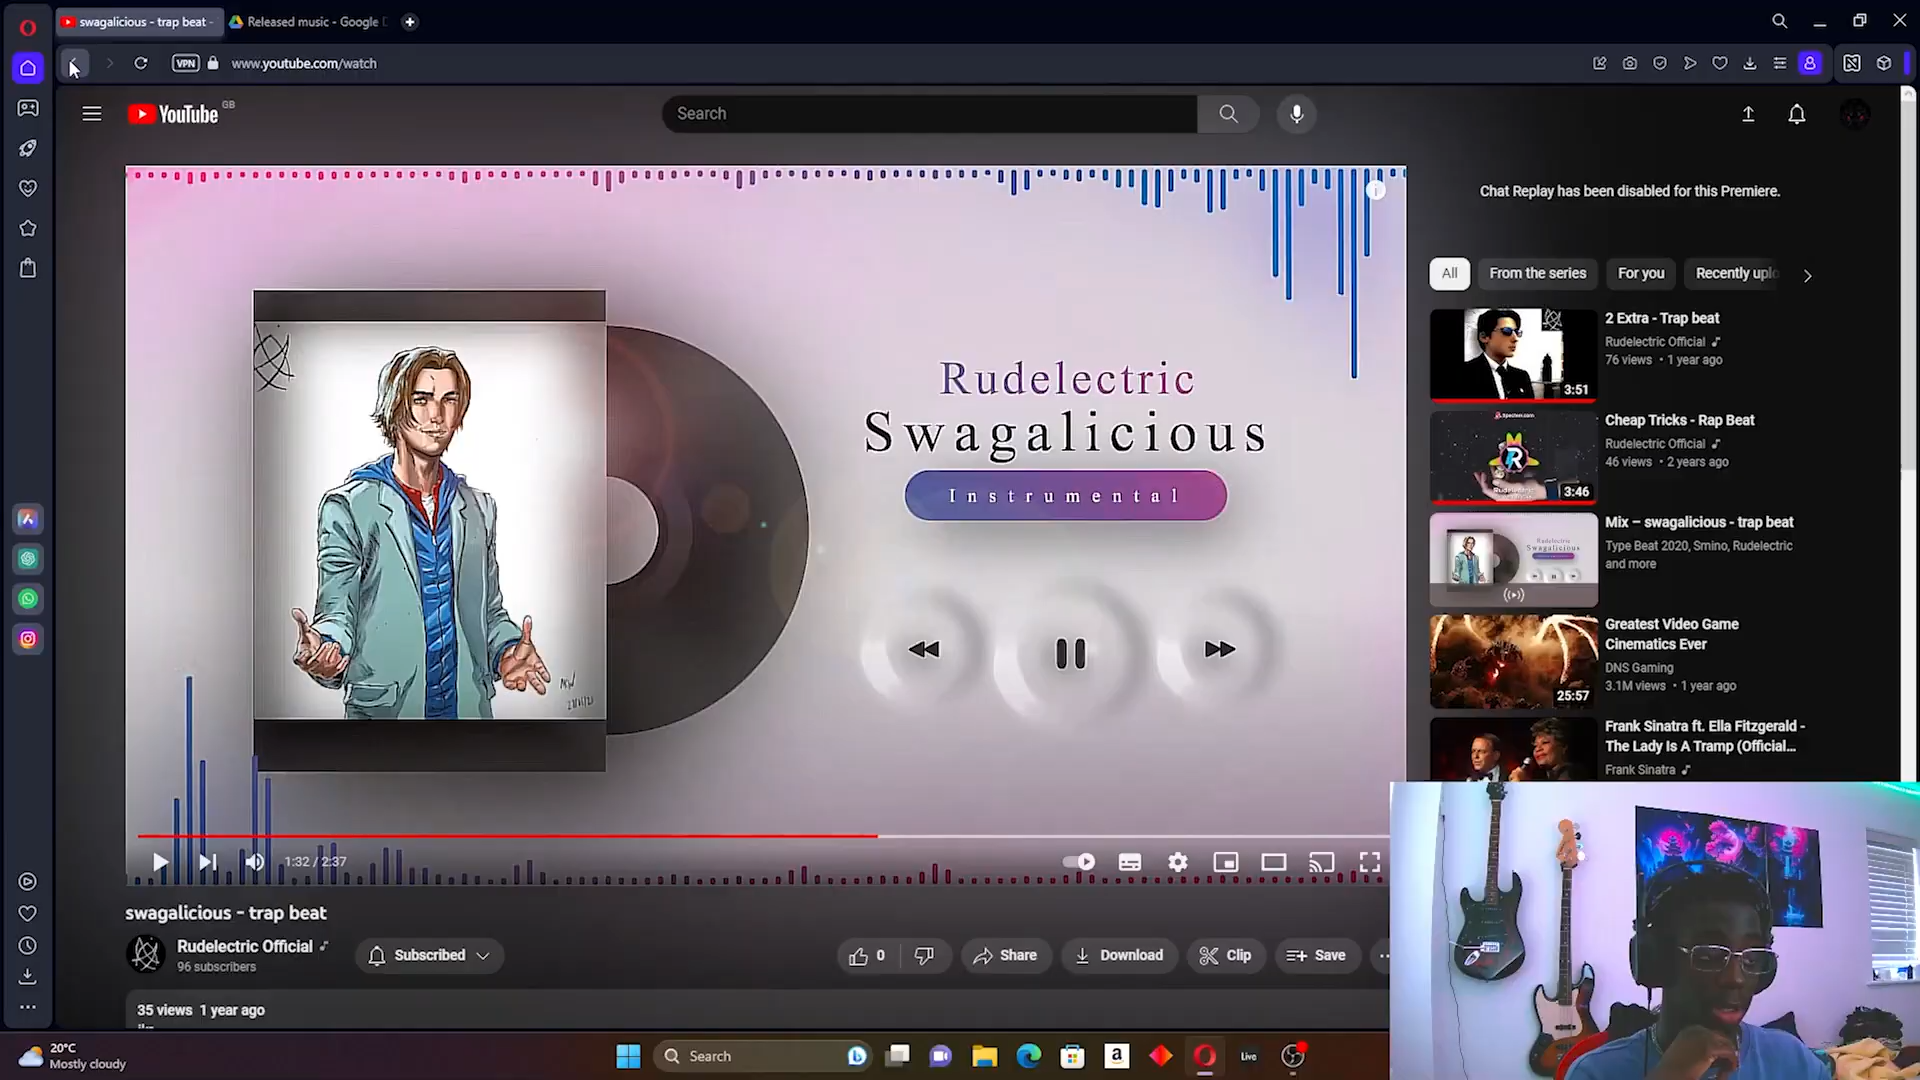 swagalicious - trap beat -
Released music - Google D
VPN
www.youtube.com/watch
YouTube GB
Search
Chat Replay has been disabled for this Premiere.
All
From the series
For you
Recently uplo
Rudelectric
Swagalicious
Instrumental
1:32 / 2:37
2 Extra - Trap beat
Rudelectric Official
76 views • 1 year ago
3:51
Cheap Tricks - Rap Beat
Rudelectric Official
46 views • 2 years ago
3:46
Mix – swagalicious - trap beat
Type Beat 2020, Smino, Rudelectric
and more
Greatest Video Game
Cinematics Ever
DNS Gaming
3.1M views • 1 year ago
25:57
Frank Sinatra ft. Ella Fitzgerald -
The Lady Is A Tramp (Official...
Frank Sinatra
swagalicious - trap beat
Rudelectric Official
96 subscribers
Subscribed
0
Share
Download
Clip
Save
35 views 1 year ago
20°C
Mostly cloudy
Search
Live